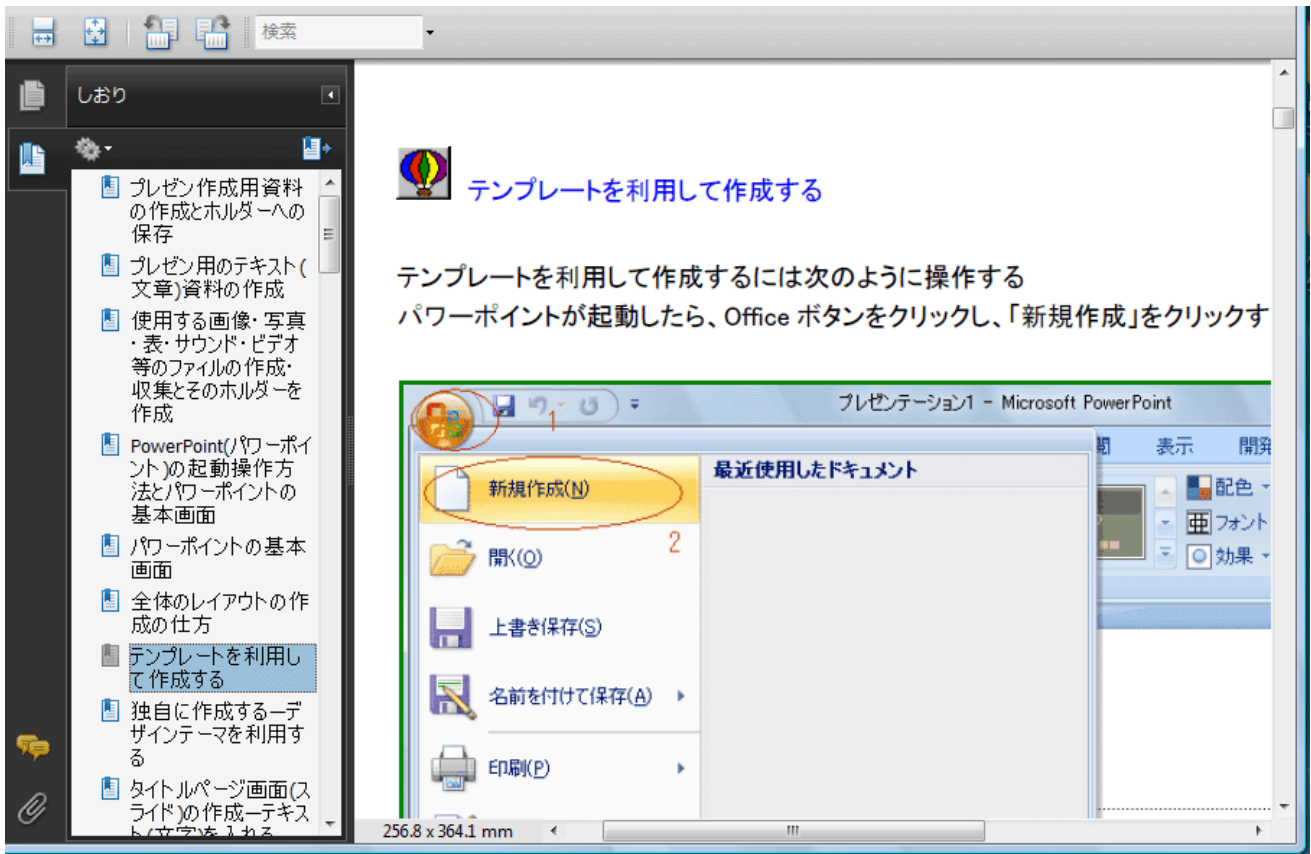 検索
しおり
プレゼン作成用資料
の作成とホルダーへの
保存
プレゼン用のテキスト(
文章)資料の作成
使用する画像・写真
・表・サウンド・ビデオ
等のファイルの作成・
収集とそのホルダーを
作成
PowerPoint(パワーポイ
ント)の起動操作方
法とパワーポイントの
基本画面
パワーポイントの基本
画面
全体のレイアウトの作
成の仕方
テンプレートを利用し
て作成する
独自に作成する―デ
ザインテーマを利用す
る
タイトルページ画面(ス
ライド)の作成―テキス
ト(文字)を入れる
テンプレートを利用して作成する
テンプレートを利用して作成するには次のように操作する
パワーポイントが起動したら、Office ボタンをクリックし、「新規作成」をクリックす
1
プレゼンテーション1 - Microsoft PowerPoint
表示 開発
最近使用したドキュメント
新規作成(N)
2
開く(O)
上書き保存(S)
名前を付けて保存(A)
印刷(P)
配色
亜 フォント
効果
256.8 x 364.1 mm